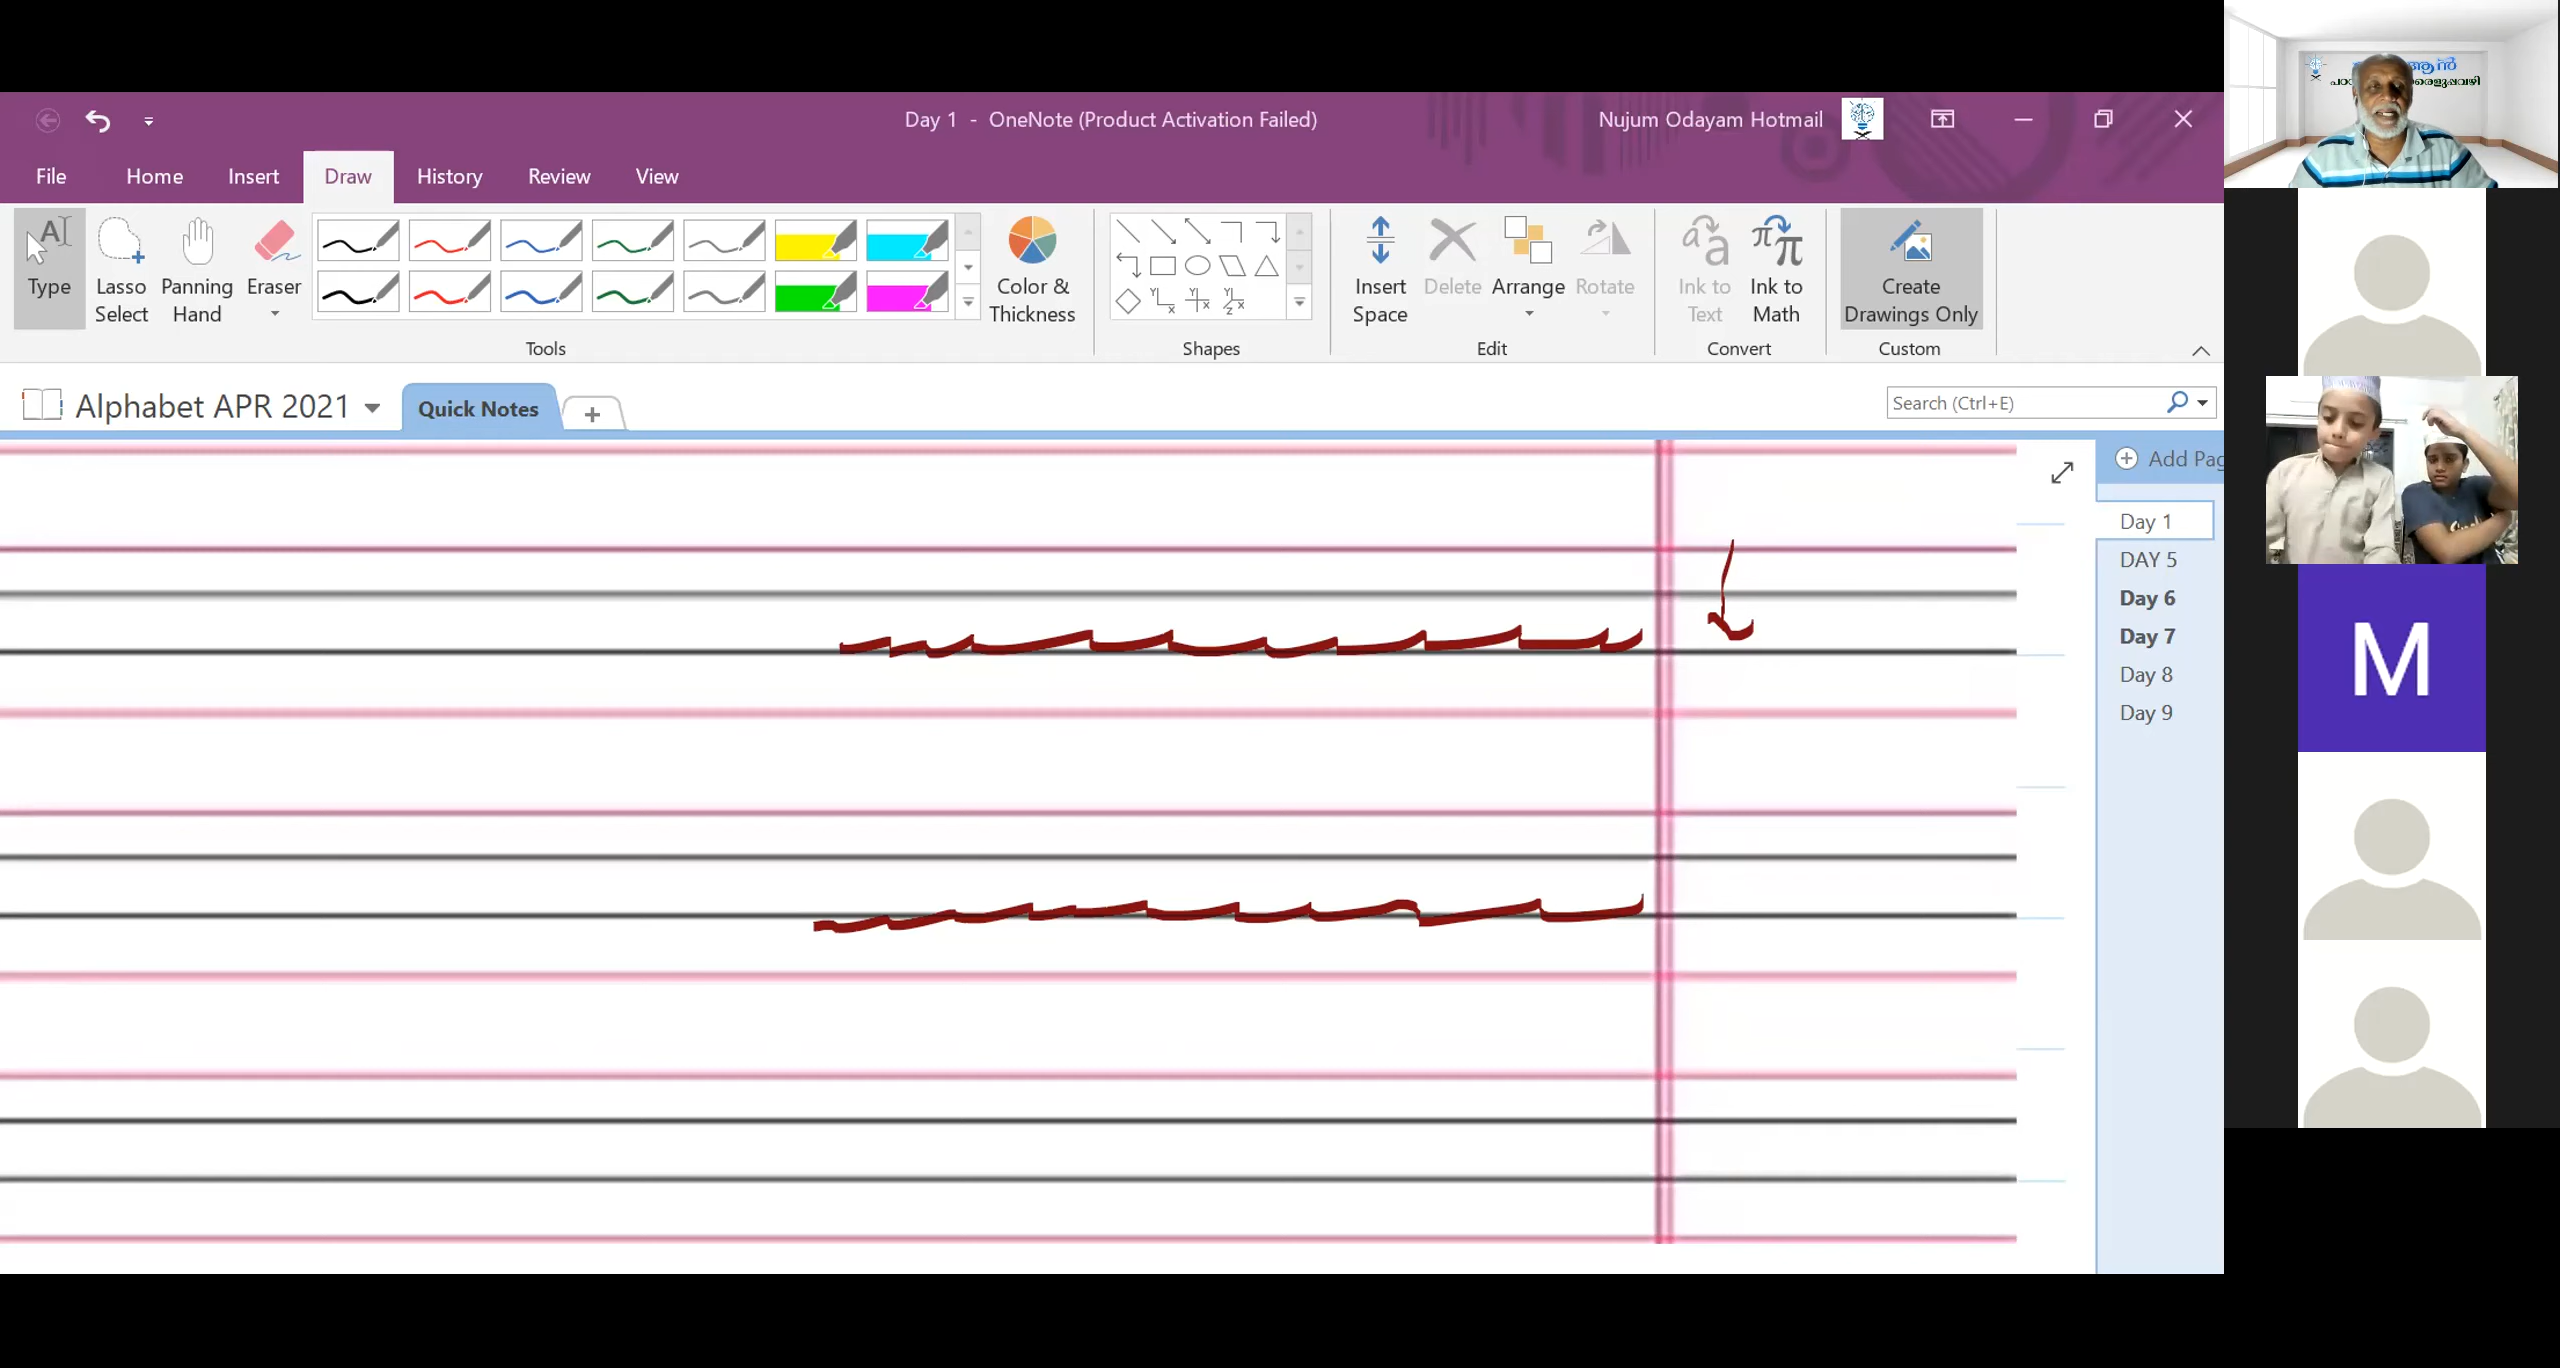 Day 1 - OneNote (Product Activation Failed)
Nujum Odayam Hotmail
File Home Insert Draw History Review View
Type
Lasso Select
Panning Hand
Eraser
Color & Thickness
Insert Space
Delete
Arrange
Rotate
Ink to Text
Ink to Math
Create Drawings Only
Tools Shapes Edit Convert Custom
Alphabet APR 2021
Quick Notes
Search (Ctrl+E)
Add Pag
Day 1
DAY 5
Day 6
Day 7
Day 8
Day 9
M